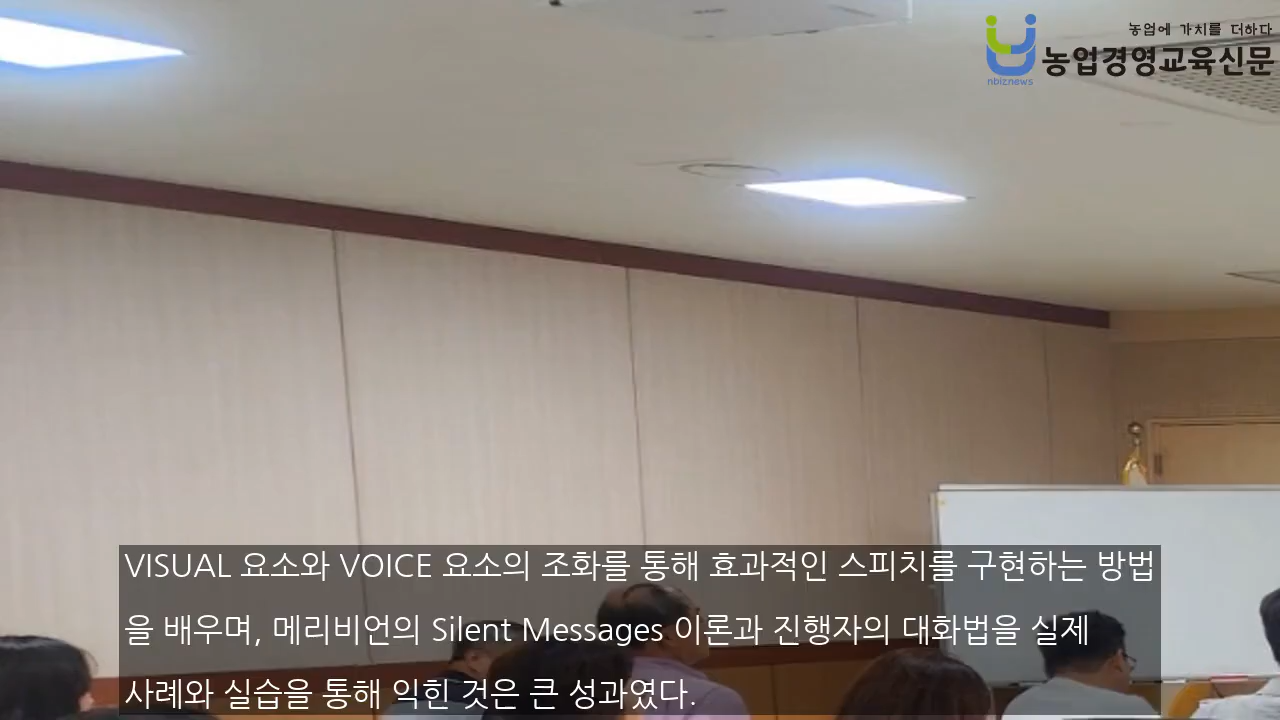 농업에 가치를 더하다
농업경영교육신문
nbiznews
VISUAL 요소와 VOICE 요소의 조화를 통해 효과적인 스피치를 구현하는 방법
을 배우며, 메리비언의 Silent Messages 이론과 진행자의 대화법을 실제
사례와 실습을 통해 익힌 것은 큰 성과였다.